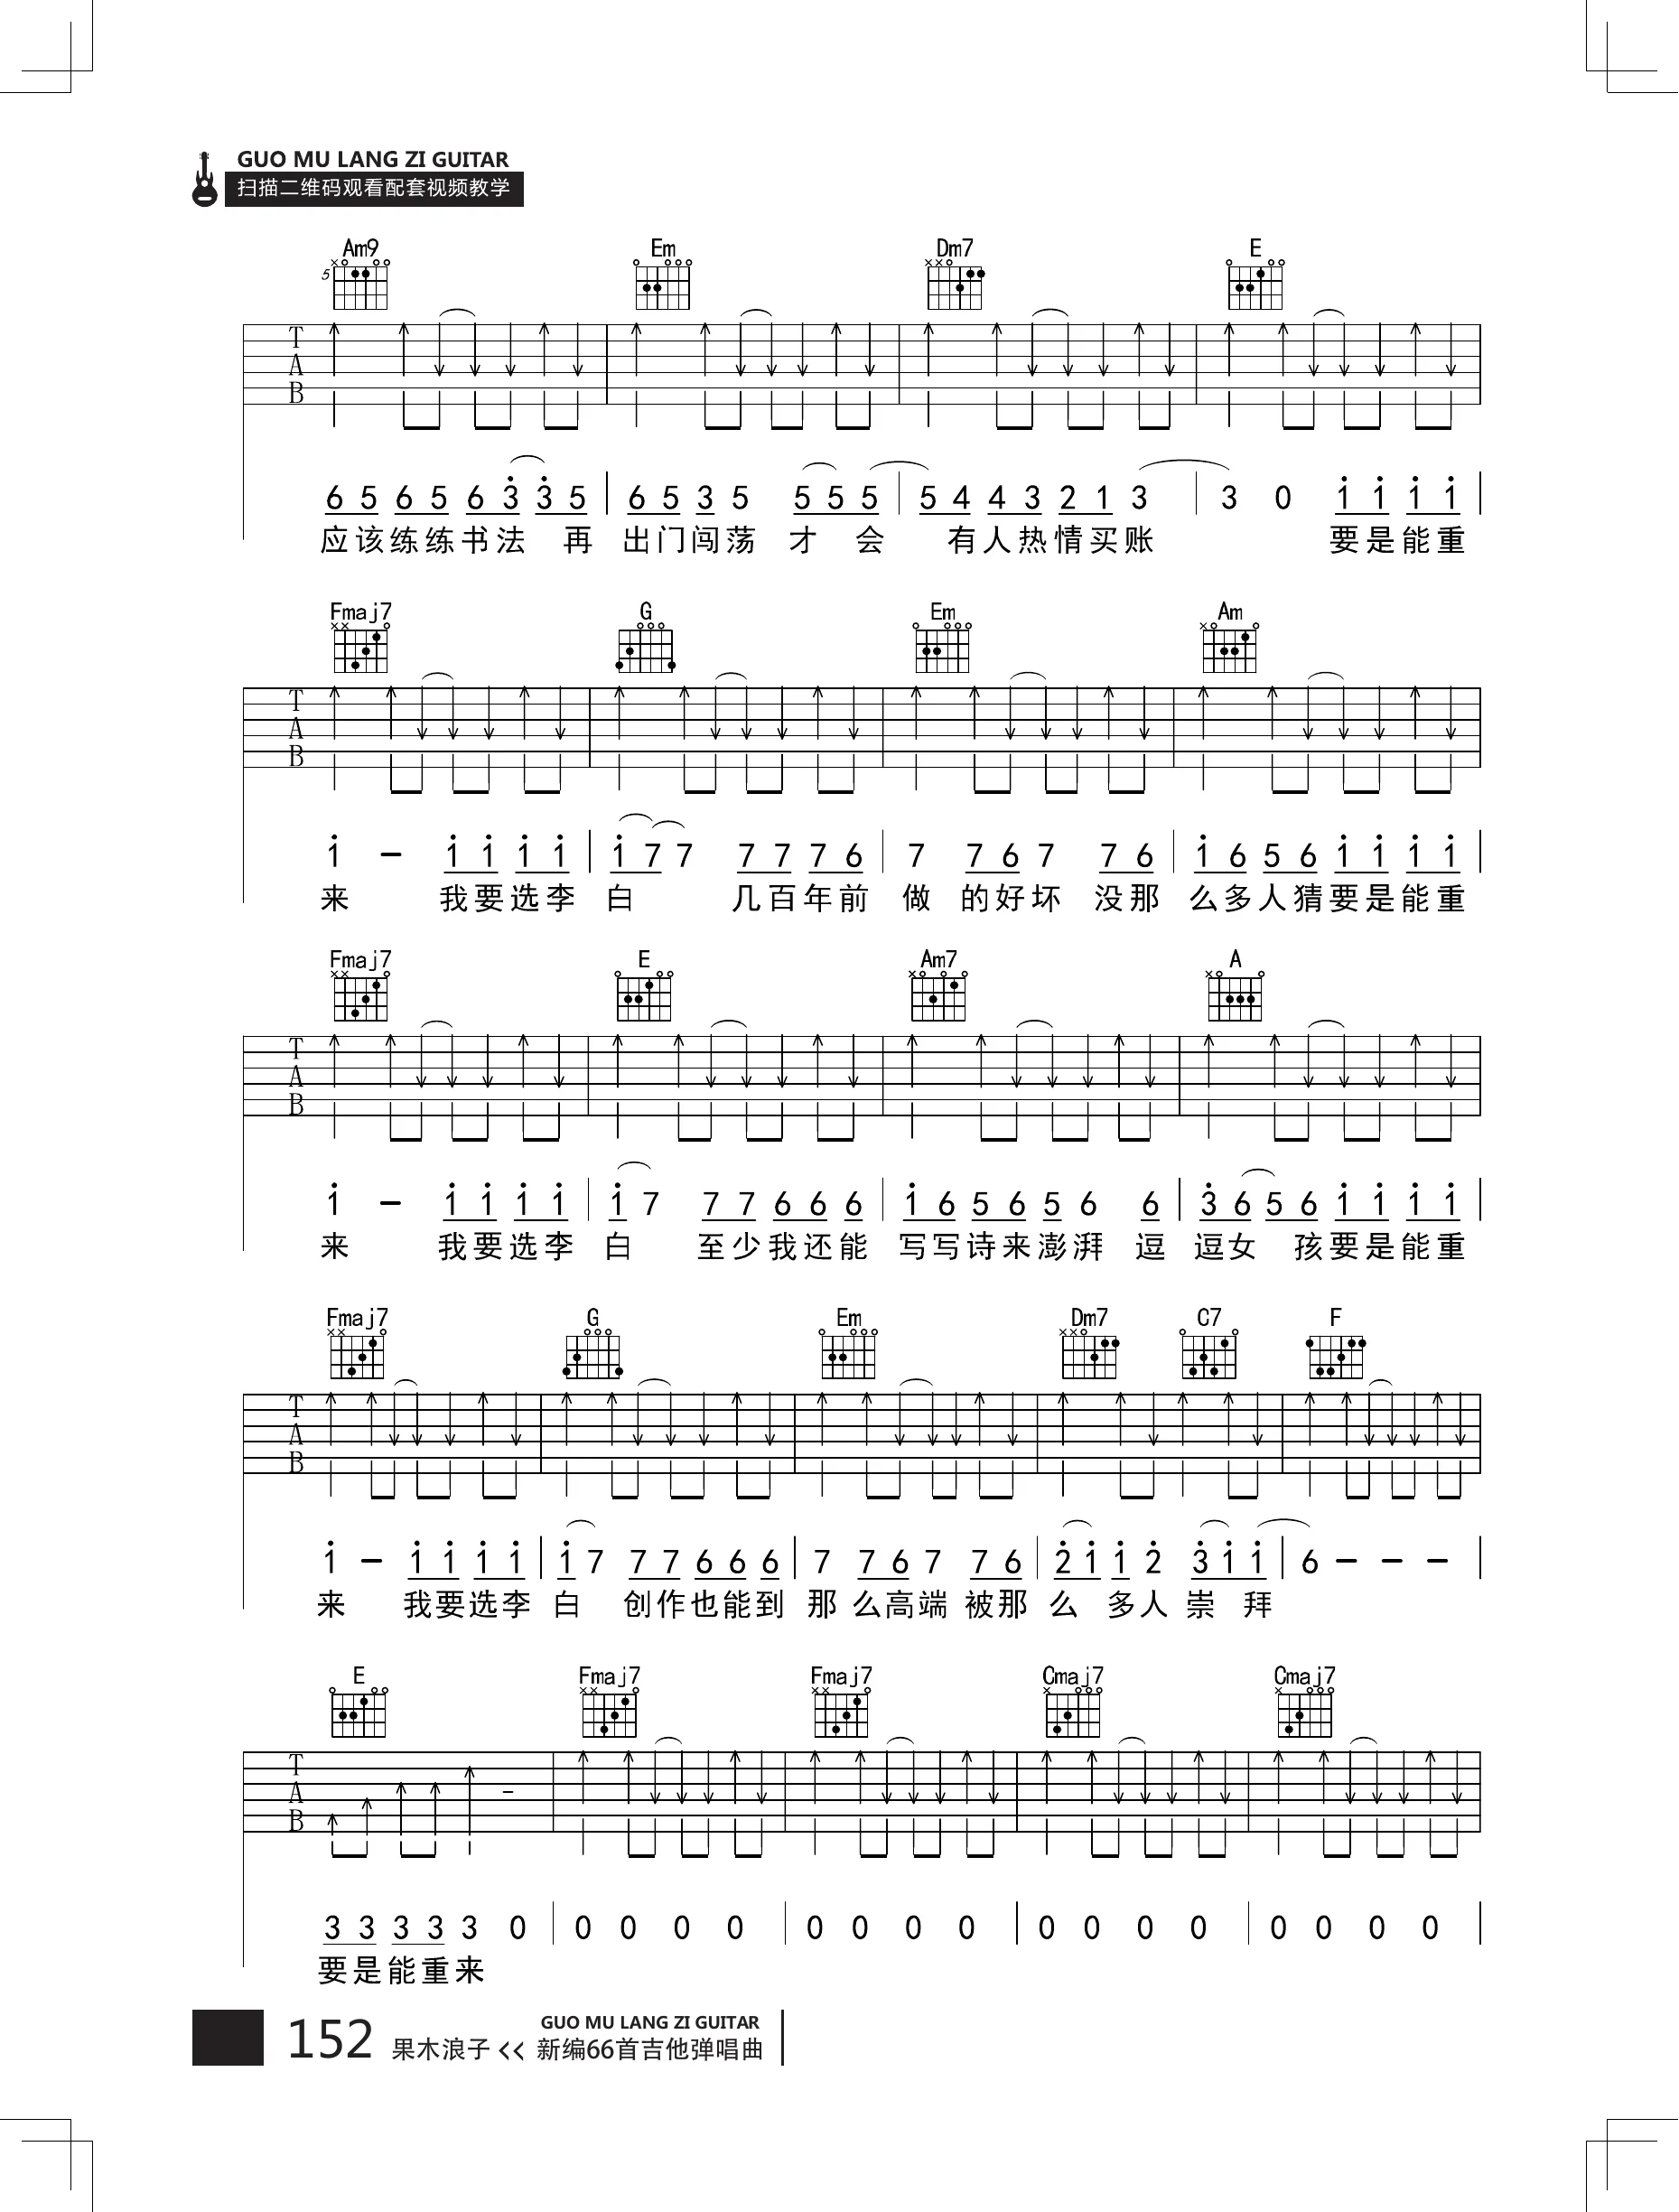 GUO MU LANG ZI GUITAR
扫描二维码观看配套视频教学
Am9 Em Dm7 E
5
T
A
B
6 5 6 5 6 3 3 5 6 5 3 5 5 5 5 5 4 4 3 2 1 3 3 0 1 1 1 1
应该练练书法 再 出门闯荡 才 会 有人热情买账 要是能重
Fmaj7 G Em Am
T
A
B
1 - 1 1 1 1 1 7 7 7 7 7 6 7 7 6 7 7 6 1 6 5 6 1 1 1 1
来 我要选李 白 几百年前 做 的好坏 没那 么多人猜要是能重
Fmaj7 E Am7 A
T
A
B
1 - 1 1 1 1 1 7 7 7 6 6 6 1 6 5 6 5 6 6 3 6 5 6 1 1 1 1
来 我要选李 白 至少我还能 写写诗来澎湃 逗 逗女 孩要是能重
Fmaj7 G Em Dm7 C7 F
T
A
B
1 - 1 1 1 1 1 7 7 7 6 6 6 7 7 6 7 7 6 2 1 1 2 3 1 1 6 - - -
来 我要选李 白 创作也能到 那 么高端 被那 么 多人 崇 拜
E Fmaj7 Fmaj7 Cmaj7 Cmaj7
T
A
B
3 3 3 3 3 0 0 0 0 0 0 0 0 0 0 0 0 0 0 0 0 0
要是能重来
GUO MU LANG ZI GUITAR
152 果木浪子 << 新编66首吉他弹唱曲